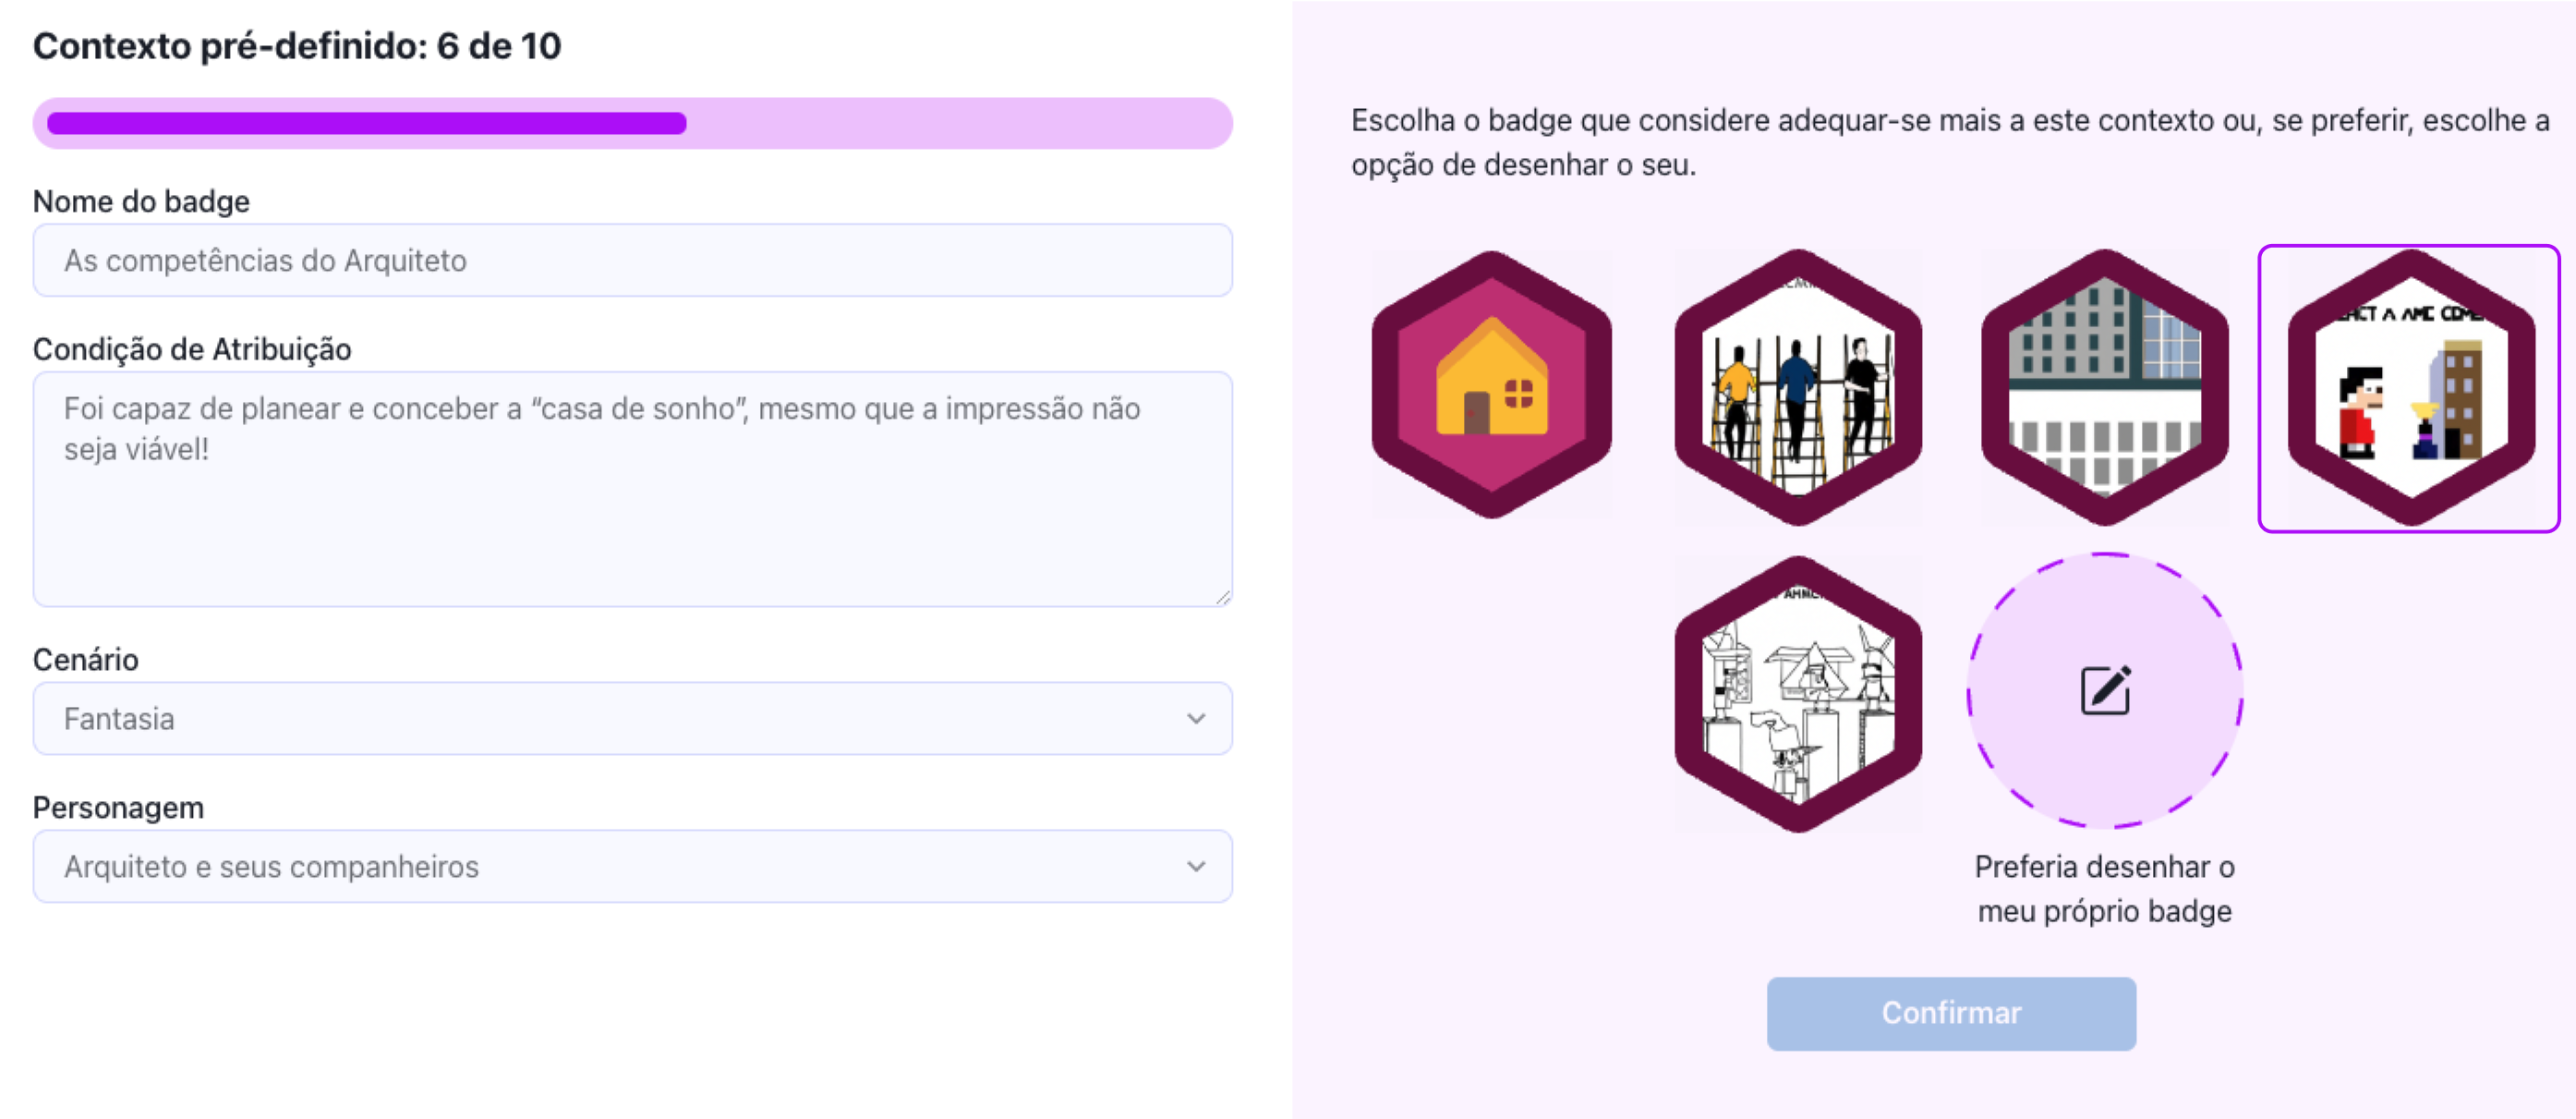 Contexto pré-definido: 6 de 10
Nome do badge
As competências do Arquiteto
Condição de Atribuição
Foi capaz de planear e conceber a “casa de sonho”, mesmo que a impressão não
seja viável!
Cenário
Fantasia
Personagem
Arquiteto e seus companheiros
Escolha o badge que considere adequar-se mais a este contexto ou, se preferir, escolhe a
opção de desenhar o seu.
Preferia desenhar o
meu próprio badge
Confirmar